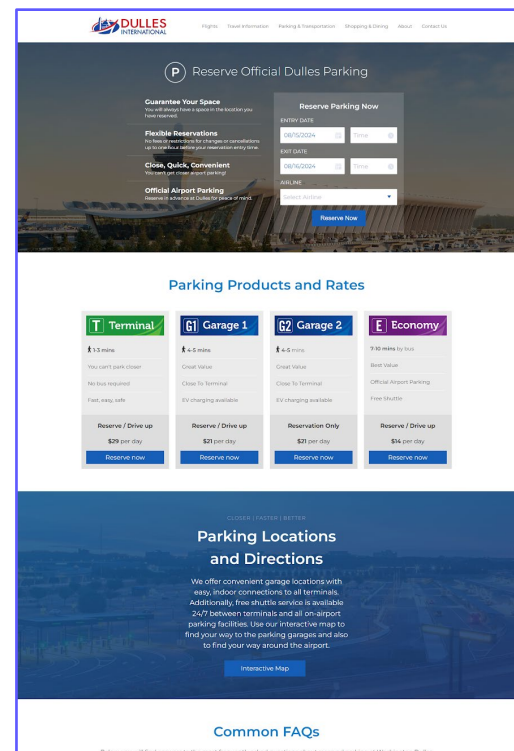 DULLES
INTERNATIONAL
Flights Travel Information Parking & Transportation Shopping & Dining About Contact Us
P Reserve Official Dulles Parking
Guarantee Your Space
You will always have a space in the location you
have reserved.
Flexible Reservations
No fees or restrictions for changes or cancellations
up to one hour before your reservation entry time.
Close, Quick, Convenient
You can't get closer airport parking!
Official Airport Parking
Reserve in advance at Dulles for peace of mind.
Reserve Parking Now
ENTRY DATE
08/15/2024 Time
EXIT DATE
08/16/2024 Time
AIRLINE
Select Airline
Reserve Now
Parking Products and Rates
T Terminal
1-3 mins
You can't park closer
No bus required
Fast, easy, safe
Reserve / Drive up
$29 per day
Reserve now
G1 Garage 1
4-5 mins
Great Value
Close To Terminal
EV charging available
Reserve / Drive up
$21 per day
Reserve now
G2 Garage 2
4-5 mins
Great Value
Close To Terminal
EV charging available
Reservation Only
$21 per day
Reserve now
E Economy
7-10 mins by bus
Best Value
Official Airport Parking
Free Shuttle
Reserve / Drive up
$14 per day
Reserve now
CLOSER | FASTER | BETTER
Parking Locations
and Directions
We offer convenient garage locations with
easy, indoor connections to all terminals.
Additionally, free shuttle service is available
24/7 between terminals and all on-airport
parking facilities. Use our interactive map to
find your way to the parking garages and also
to find your way around the airport.
Interactive Map
Common FAQs